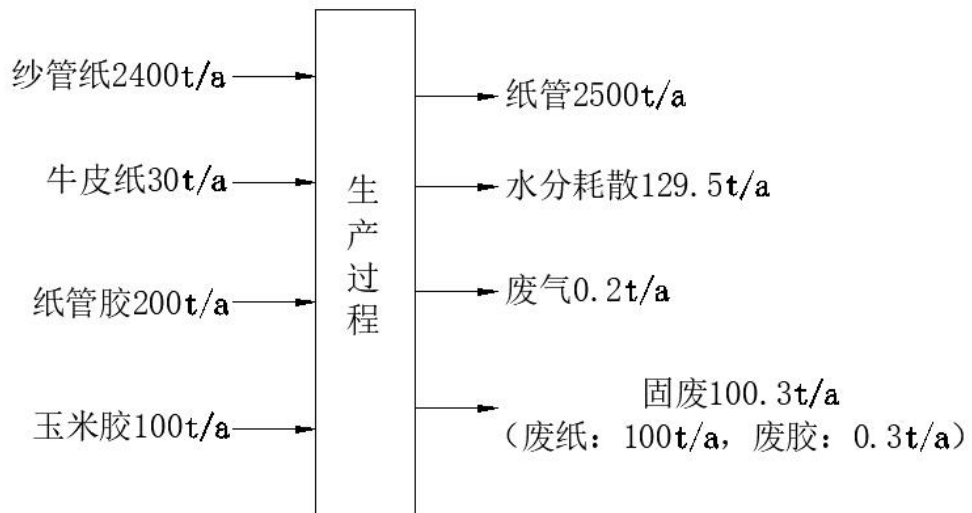 纱管纸2400t/a
牛皮纸30t/a
纸管胶200t/a
玉米胶100t/a
生产过程
纸管2500t/a
水分耗散129.5t/a
废气0.2t/a
固废100.3t/a
（废纸：100t/a，废胶：0.3t/a）